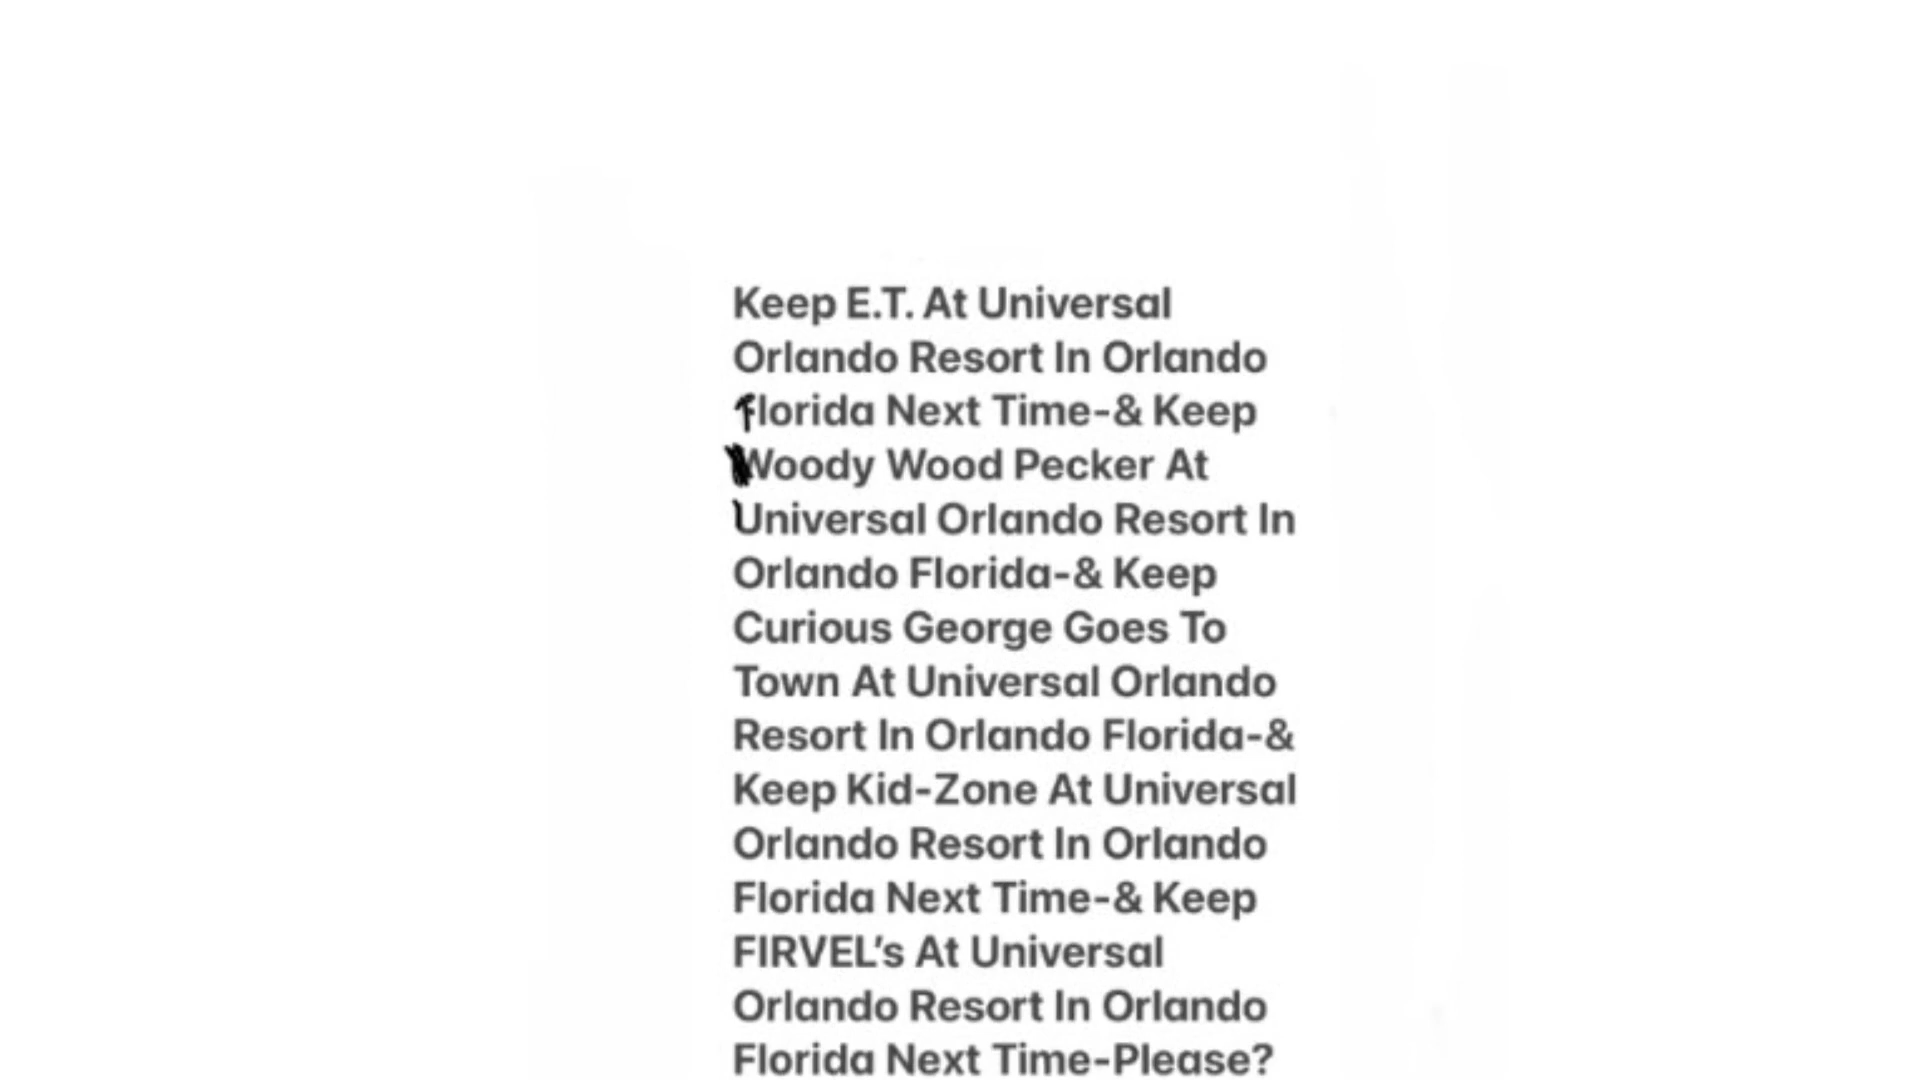 Keep E.T. At Universal
Orlando Resort In Orlando
florida Next Time-& Keep
Woody Wood Pecker At
Universal Orlando Resort In
Orlando Florida-& Keep
Curious George Goes To
Town At Universal Orlando
Resort In Orlando Florida-&
Keep Kid-Zone At Universal
Orlando Resort In Orlando
Florida Next Time-& Keep
FIRVEL’s At Universal
Orlando Resort In Orlando
Florida Next Time-Please?